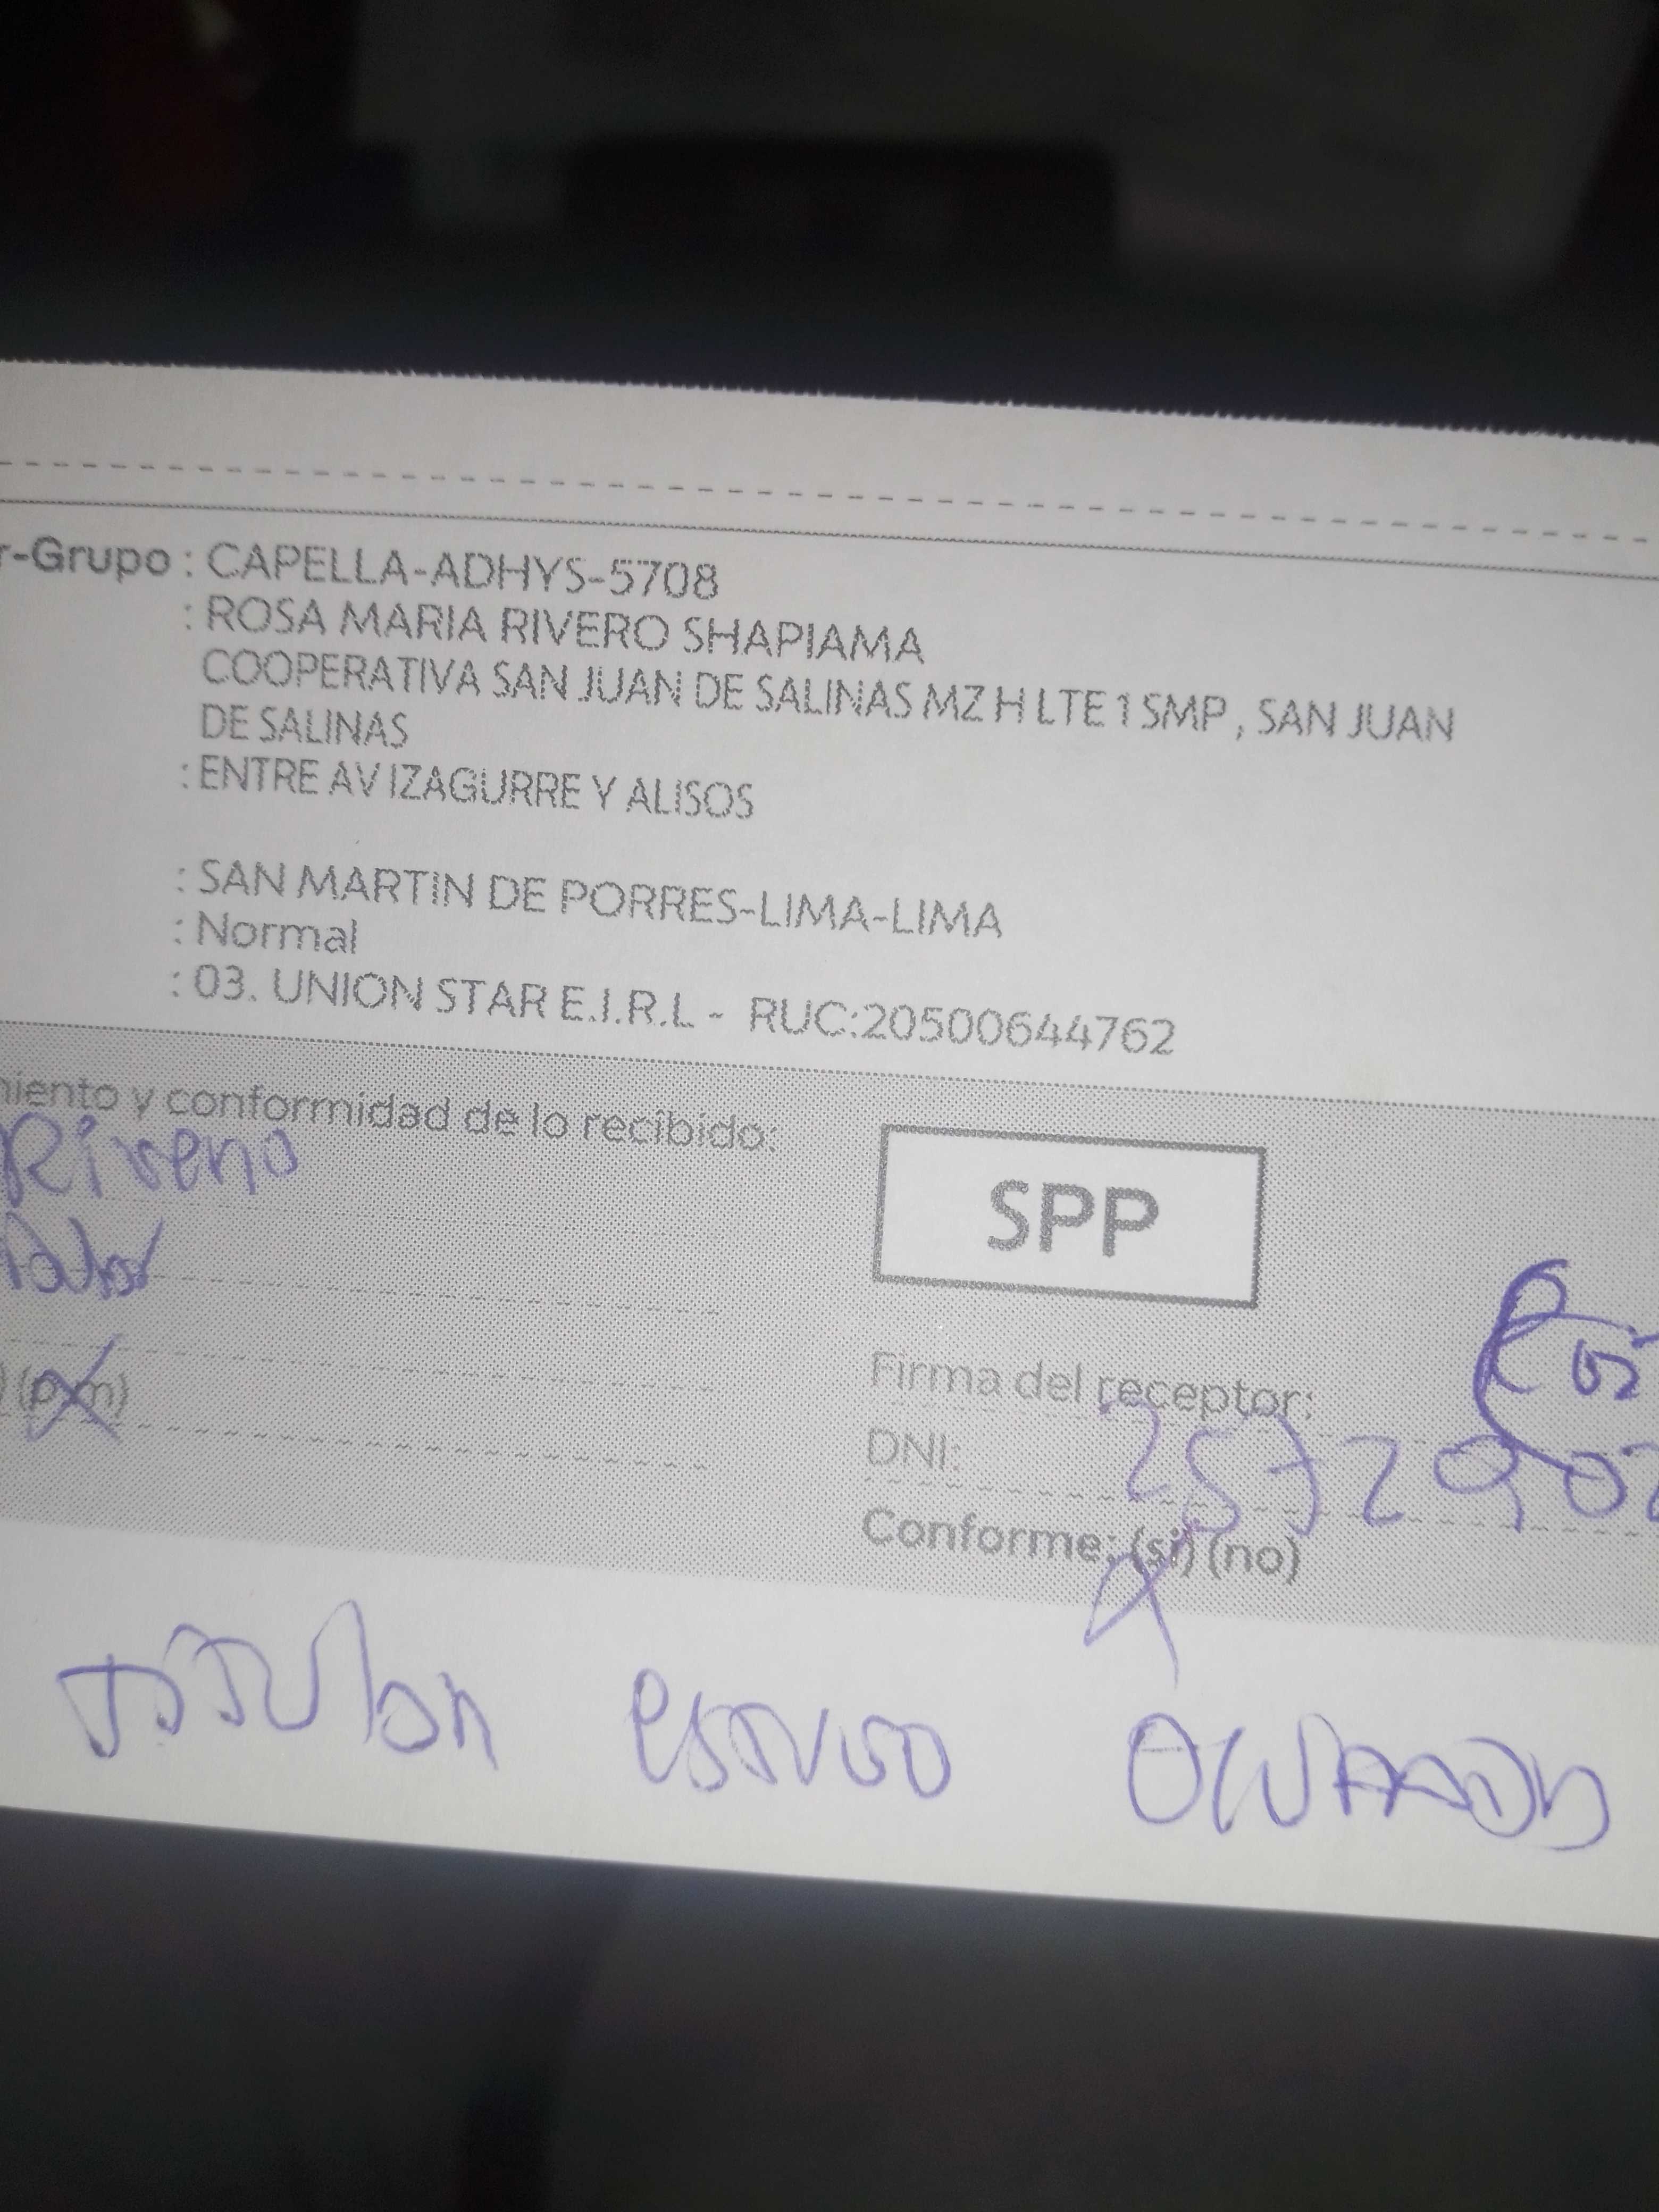 r-Grupo : CAPELLA-ADHYS-5708
: ROSA MARIA RIVERO SHAPIAMA
COOPERATIVA SAN JUAN DE SALINAS MZ H LTE 1 SMP , SAN JUAN
DE SALINAS
: ENTRE AV IZAGURRE Y ALISOS
: SAN MARTIN DE PORRES-LIMA-LIMA
: Normal
: 03. UNION STAR E.I.R.L - RUC:20500644762
miento y conformidad de lo recibido:
Rivero
SPP
) (p.m)
Firma del receptor: Ros
DNI: 2572902
Conforme: (si) (no)